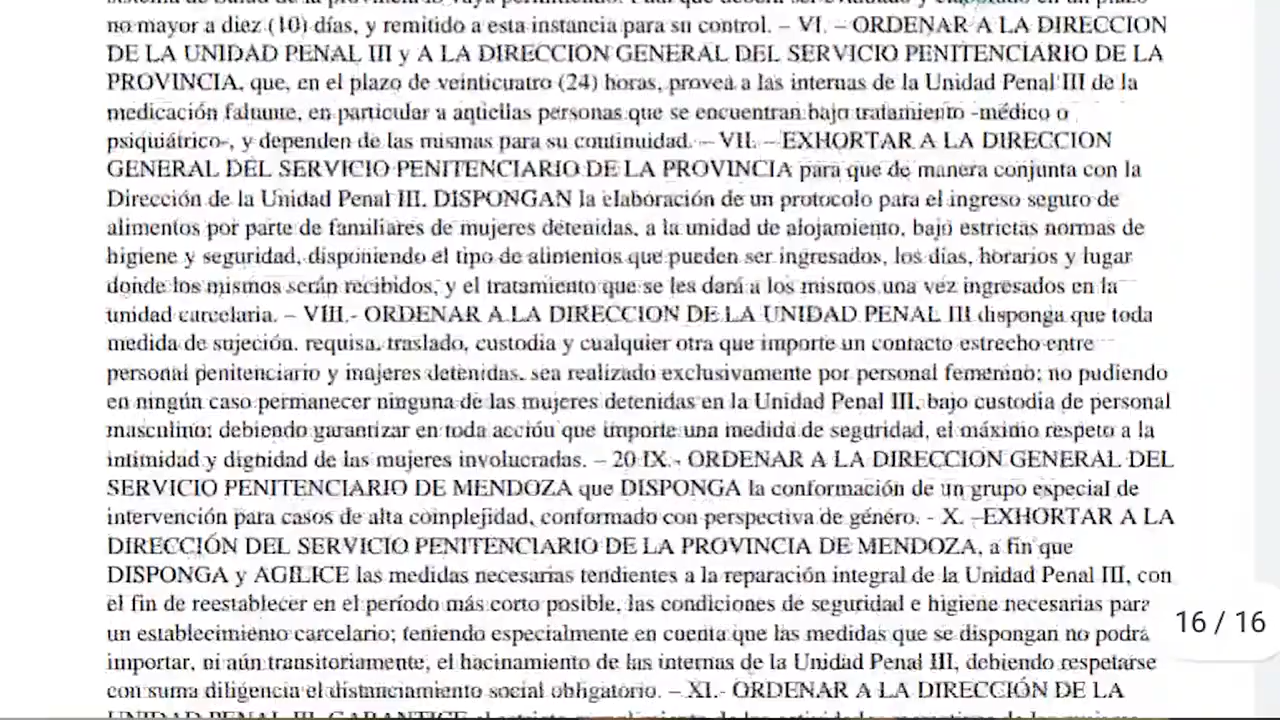 no mayor a diez (10) días, y remitido a esta instancia para su control. – VI. – ORDENAR A LA DIRECCION
DE LA UNIDAD PENAL III y A LA DIRECCION GENERAL DEL SERVICIO PENITENCIARIO DE LA
PROVINCIA, que, en el plazo de veinticuatro (24) horas, provea a las internas de la Unidad Penal III de la
medicación faltante, en particular a aquellas personas que se encuentran bajo tratamiento -médico o
psiquiátrico-, y dependen de las mismas para su continuidad. – VII. – EXHORTAR A LA DIRECCION
GENERAL DEL SERVICIO PENITENCIARIO DE LA PROVINCIA para que de manera conjunta con la
Dirección de la Unidad Penal III, DISPONGAN la elaboración de un protocolo para el ingreso seguro de
alimentos por parte de familiares de mujeres detenidas, a la unidad de alojamiento, bajo estrictas normas de
higiene y seguridad, disponiendo el tipo de alimentos que pueden ser ingresados, los días, horarios y lugar
donde los mismos serán recibidos, y el tratamiento que se les dará a los mismos una vez ingresados en la
unidad carcelaria. – VIII.- ORDENAR A LA DIRECCION DE LA UNIDAD PENAL III disponga que toda
medida de sujeción, requisa, traslado, custodia y cualquier otra que importe un contacto estrecho entre
personal penitenciario y mujeres detenidas, sea realizado exclusivamente por personal femenino; no pudiendo
en ningún caso permanecer ninguna de las mujeres detenidas en la Unidad Penal III, bajo custodia de personal
masculino; debiendo garantizar en toda acción que importe una medida de seguridad, el máximo respeto a la
intimidad y dignidad de las mujeres involucradas. – 20 IX.- ORDENAR A LA DIRECCION GENERAL DEL
SERVICIO PENITENCIARIO DE MENDOZA que DISPONGA la conformación de un grupo especial de
intervención para casos de alta complejidad, conformado con perspectiva de género. - X. –EXHORTAR A LA
DIRECCIÓN DEL SERVICIO PENITENCIARIO DE LA PROVINCIA DE MENDOZA, a fin que
DISPONGA y AGILICE las medidas necesarias tendientes a la reparación integral de la Unidad Penal III, con
el fin de reestablecer en el período más corto posible, las condiciones de seguridad e higiene necesarias para
un establecimiento carcelario; teniendo especialmente en cuenta que las medidas que se dispongan no podrá
importar, ni aún transitoriamente, el hacinamiento de las internas de la Unidad Penal III, debiendo respetarse
con suma diligencia el distanciamiento social obligatorio. – XI.- ORDENAR A LA DIRECCIÓN DE LA
UNIDAD PENAL III, GARANTICE
16 / 16